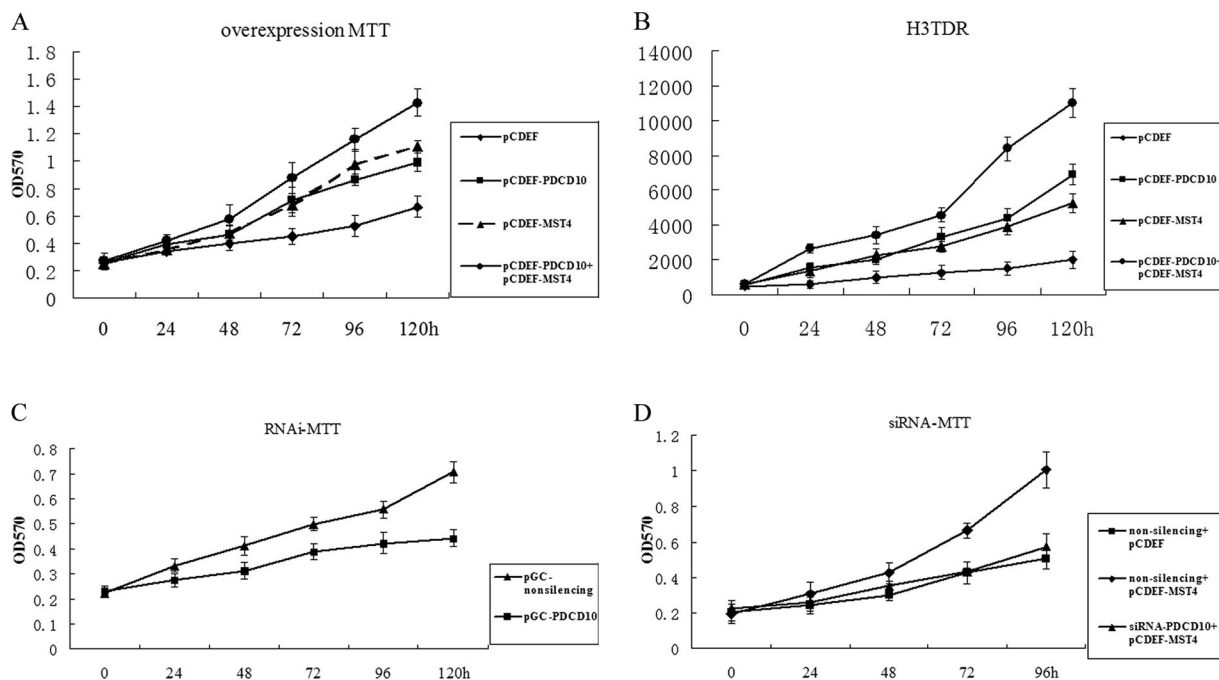 A
overexpression MTT
1.8
1.6
1.4
1.2
1
0.8
0.6
0.4
0.2
0
OD570
0 24 48 72 96 120h
pCDEF
pCDEF-PDCD10
pCDEF-MST4
pCDEF-PDCD10+
pCDEF-MST4
B
H3TDR
14000
12000
10000
8000
6000
4000
2000
0
0 24 48 72 96 120h
pCDEF
pCDEF-PDCD10
pCDEF-MST4
pCDEF-PDCD10+
pCDEF-MST4
C
RNAi-MTT
0.8
0.7
0.6
0.5
0.4
0.3
0.2
0.1
0
OD570
0 24 48 72 96 120h
pGC-
nonsilencing
pGC-PDCD10
D
siRNA-MTT
1.2
1
0.8
0.6
0.4
0.2
0
OD570
0 24 48 72 96h
non-silencing+
pCDEF
non-silencing+
pCDEF-MST4
siRNA-PDCD10+
pCDEF-MST4